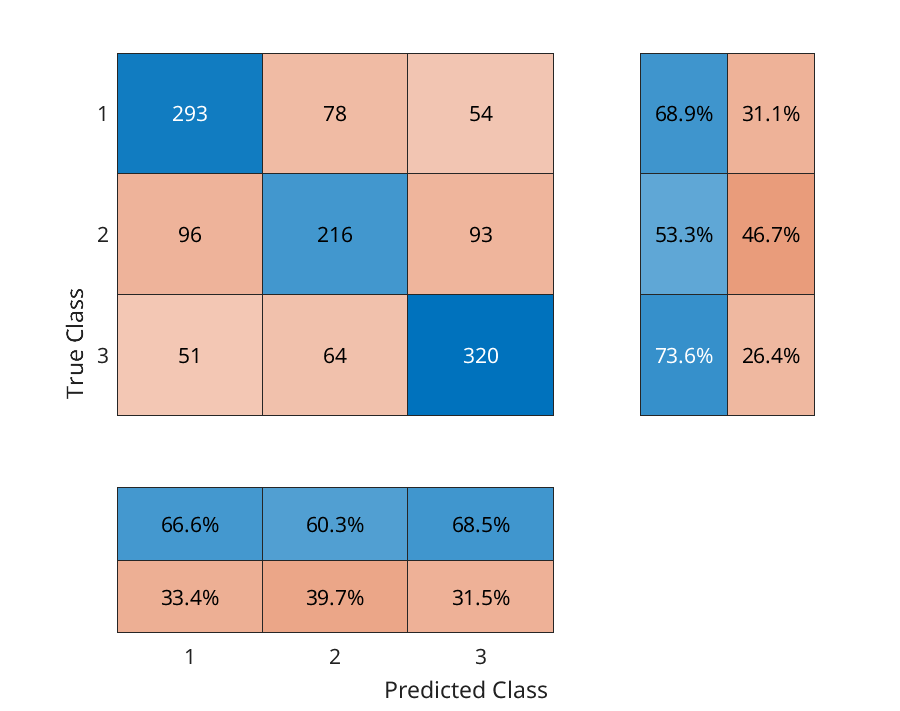 1 293 78 54 68.9% 31.1%
2 96 216 93 53.3% 46.7%
3 51 64 320 73.6% 26.4%
True Class
66.6% 60.3% 68.5%
33.4% 39.7% 31.5%
1 2 3
Predicted Class